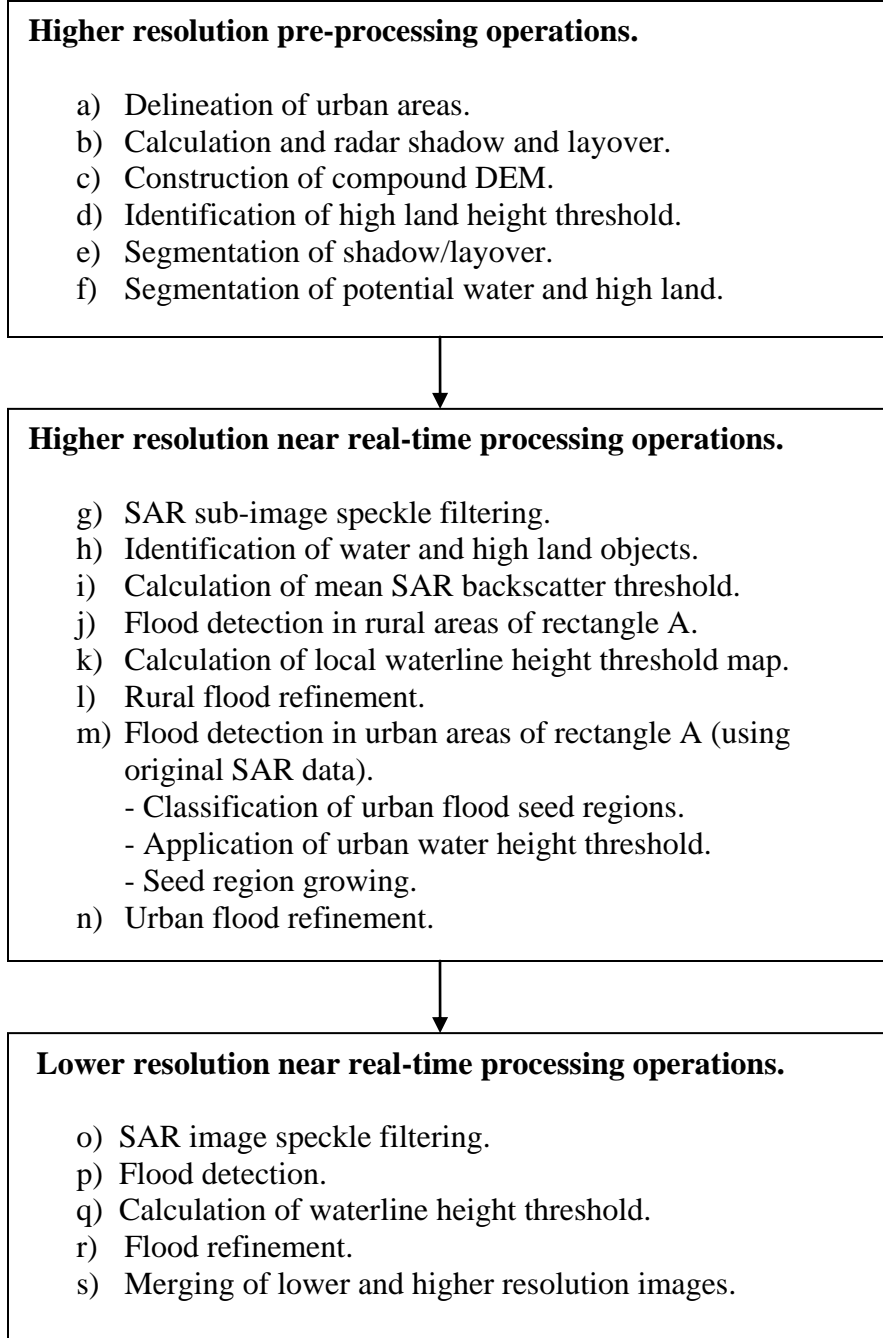 Higher resolution pre-processing operations.
a) Delineation of urban areas.
b) Calculation and radar shadow and layover.
c) Construction of compound DEM.
d) Identification of high land height threshold.
e) Segmentation of shadow/layover.
f) Segmentation of potential water and high land.
Higher resolution near real-time processing operations.
g) SAR sub-image speckle filtering.
h) Identification of water and high land objects.
i) Calculation of mean SAR backscatter threshold.
j) Flood detection in rural areas of rectangle A.
k) Calculation of local waterline height threshold map.
l) Rural flood refinement.
m) Flood detection in urban areas of rectangle A (using
original SAR data).
- Classification of urban flood seed regions.
- Application of urban water height threshold.
- Seed region growing.
n) Urban flood refinement.
Lower resolution near real-time processing operations.
o) SAR image speckle filtering.
p) Flood detection.
q) Calculation of waterline height threshold.
r) Flood refinement.
s) Merging of lower and higher resolution images.